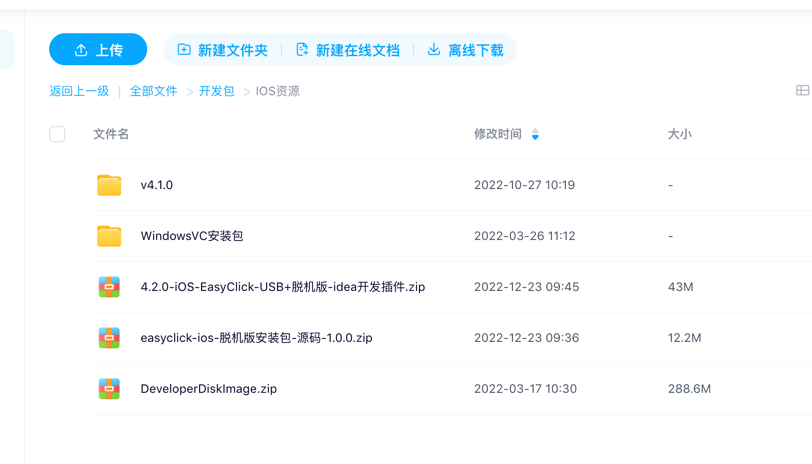 上传 新建文件夹 新建在线文档 离线下载
返回上一级 | 全部文件 > 开发包 > IOS资源
文件名 修改时间 大小
v4.1.0 2022-10-27 10:19 -
WindowsVC安装包 2022-03-26 11:12 -
4.2.0-iOS-EasyClick-USB+脱机版-idea开发插件.zip 2022-12-23 09:45 43M
easyclick-ios-脱机版安装包-源码-1.0.0.zip 2022-12-23 09:36 12.2M
DeveloperDiskImage.zip 2022-03-17 10:30 288.6M